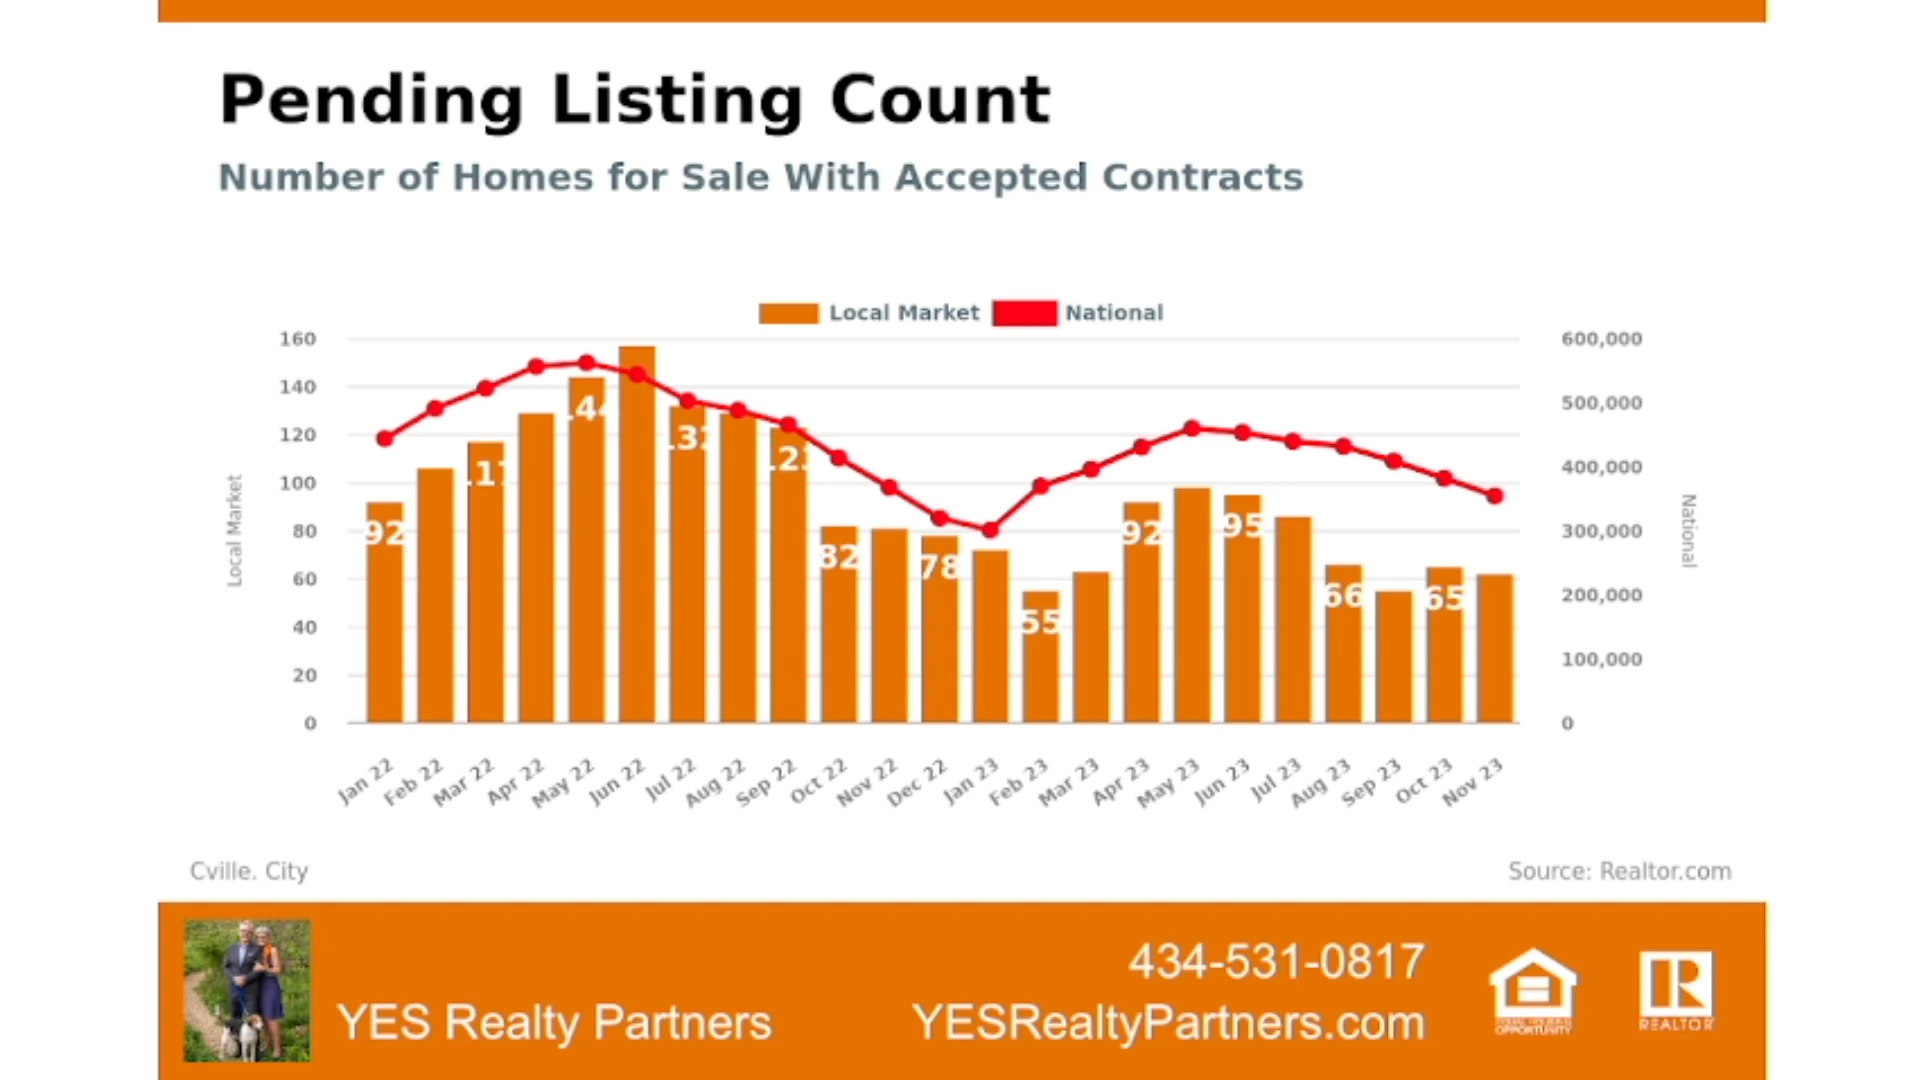 Pending Listing Count
Number of Homes for Sale With Accepted Contracts
Local Market National
160
140
120
100
80
60
40
20
0
Local Market
600,000
500,000
400,000
300,000
200,000
100,000
0
National
92
117
144
132
123
82
78
55
92
95
66
65
Jan 22
Feb 22
Mar 22
Apr 22
May 22
Jun 22
Jul 22
Aug 22
Sep 22
Oct 22
Nov 22
Dec 22
Jan 23
Feb 23
Mar 23
Apr 23
May 23
Jun 23
Jul 23
Aug 23
Sep 23
Oct 23
Nov 23
Cville. City
Source: Realtor.com
434-531-0817
YES Realty Partners
YESRealtyPartners.com
OPPORTUNITY
REALTOR